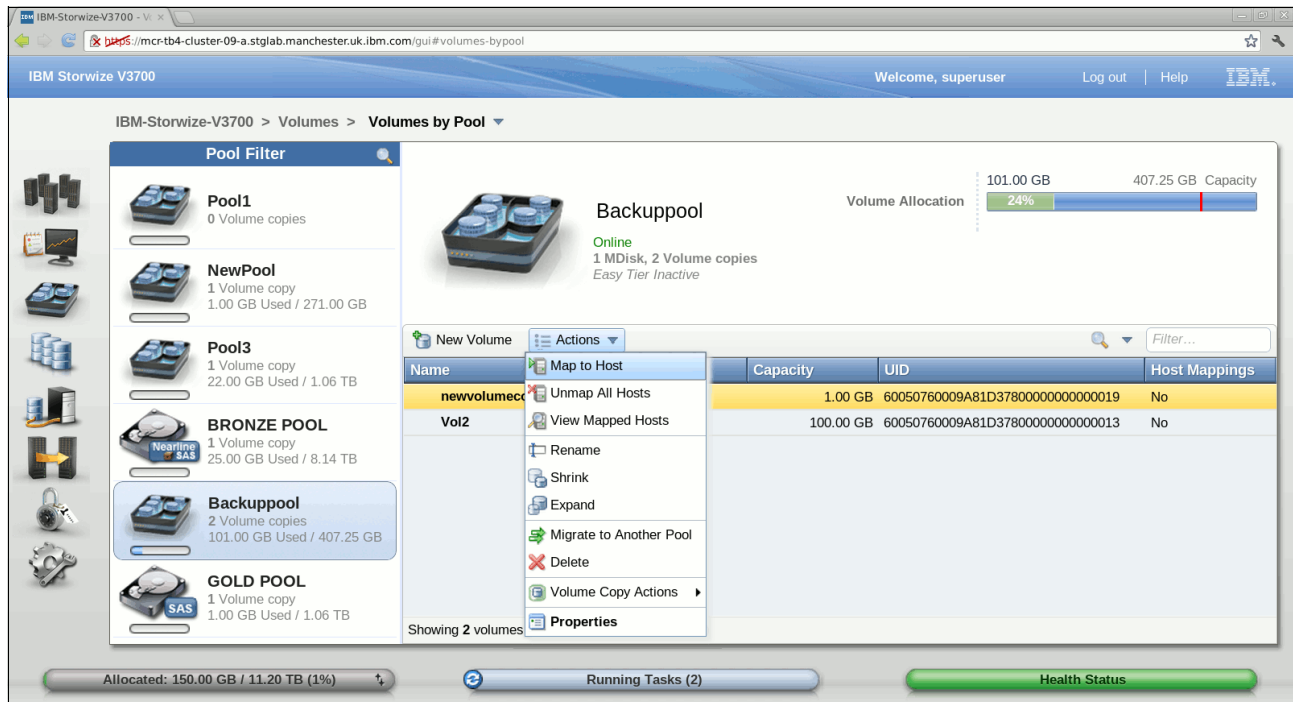 IBM-Storwize-V3700 - V
https://mcr-tb4-cluster-09-a.stglab.manchester.uk.ibm.com/gui#volumes-bypool
IBM Storwize V3700
Welcome, superuser
Log out | Help
IBM.
IBM-Storwize-V3700 > Volumes > Volumes by Pool
Pool Filter
Pool1
0 Volume copies
NewPool
1 Volume copy
1.00 GB Used / 271.00 GB
Pool3
1 Volume copy
22.00 GB Used / 1.06 TB
Nearline SAS
BRONZE POOL
1 Volume copy
25.00 GB Used / 8.14 TB
Backuppool
2 Volume copies
101.00 GB Used / 407.25 GB
SAS
GOLD POOL
1 Volume copy
1.00 GB Used / 1.06 TB
Backuppool
Online
1 MDisk, 2 Volume copies
Easy Tier Inactive
Volume Allocation
101.00 GB
407.25 GB Capacity
24%
New Volume
Actions
Filter...
Name
Capacity
UID
Host Mappings
newvolumec
1.00 GB
60050760009A81D37800000000000019
No
Vol2
100.00 GB
60050760009A81D37800000000000013
No
Map to Host
Unmap All Hosts
View Mapped Hosts
Rename
Shrink
Expand
Migrate to Another Pool
Delete
Volume Copy Actions
Properties
Showing 2 volumes
Allocated: 150.00 GB / 11.20 TB (1%)
Running Tasks (2)
Health Status